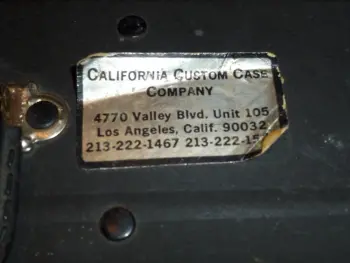 CALIFORNIA CUSTOM CASE
COMPANY
4770 Valley Blvd. Unit 105
Los Angeles, Calif. 90032
213-222-1467